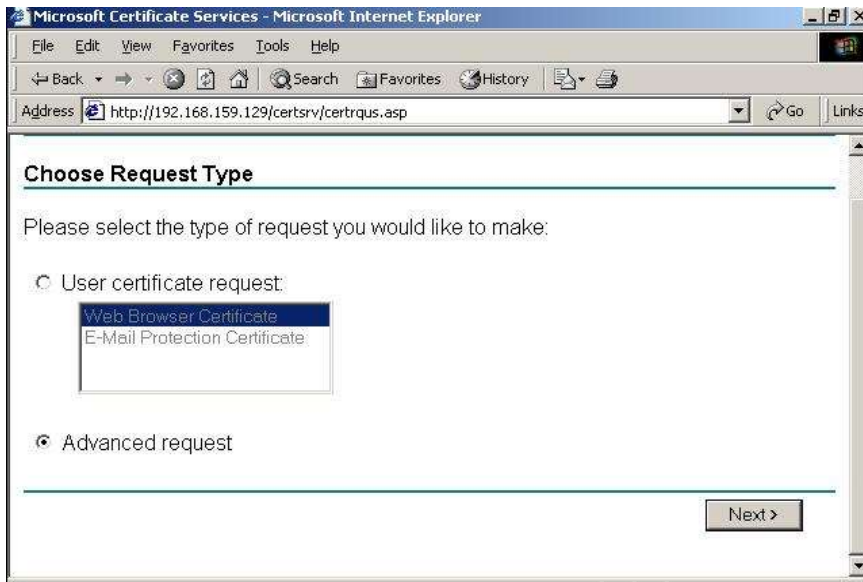 Microsoft Certificate Services - Microsoft Internet Explorer
File Edit View Favorites Tools Help
Back Search Favorites History
Address http://192.168.159.129/certsrv/certrqus.asp Go Links
Choose Request Type
Please select the type of request you would like to make:
User certificate request:
Web Browser Certificate
E-Mail Protection Certificate
Advanced request
Next >